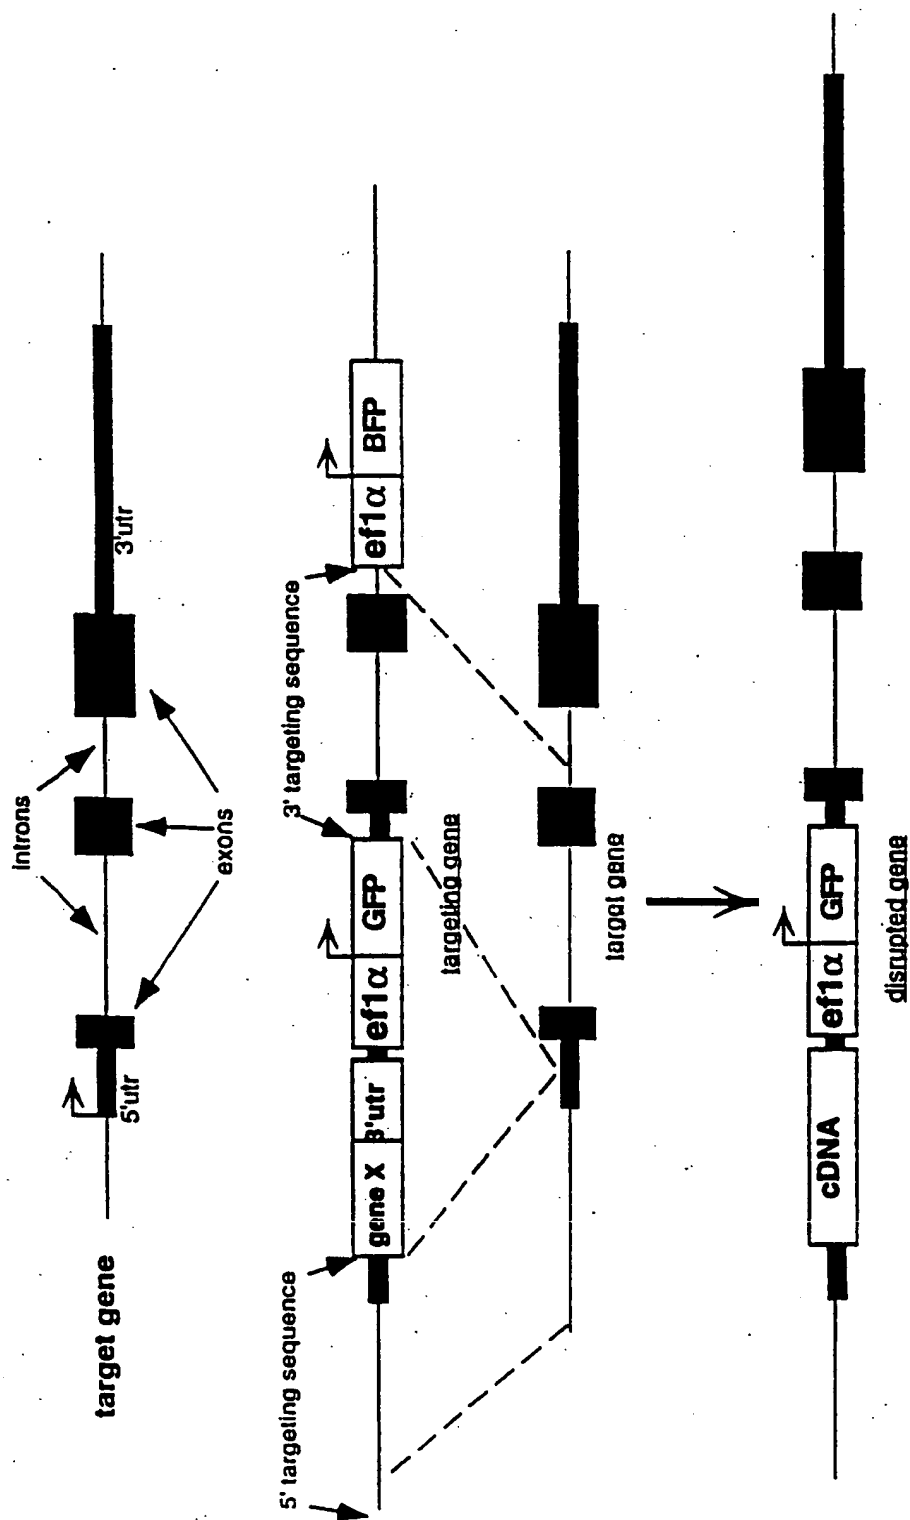 target gene
5'utr
introns
exons
3'utr
5' targeting sequence
3' targeting sequence
gene X
3'utr
ef1α
GFP
ef1α
BFP
targeting gene
target gene
cDNA
ef1α
GFP
disrupted gene